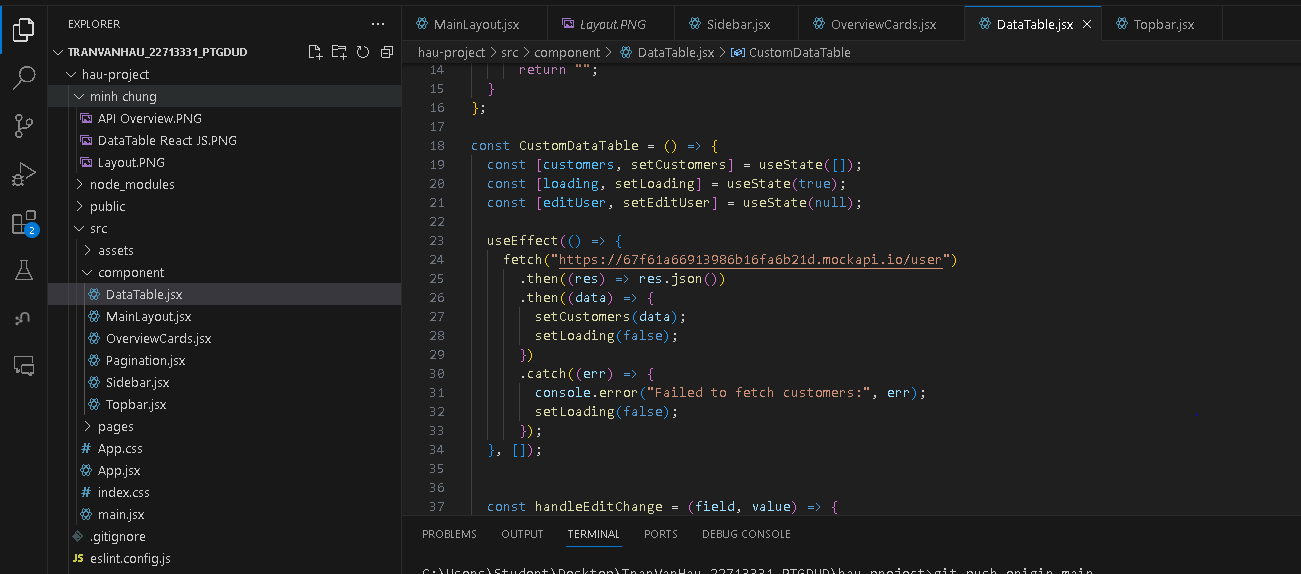 EXPLORER
TRANVANHAU_22713331_PTGDUD
hau-project
minh chung
API Overview.PNG
DataTable React JS.PNG
Layout.PNG
node_modules
public
src
assets
component
DataTable.jsx
MainLayout.jsx
OverviewCards.jsx
Pagination.jsx
Sidebar.jsx
Topbar.jsx
pages
# App.css
App.jsx
# index.css
main.jsx
.gitignore
JS eslint.config.js
2
MainLayout.jsx Layout.PNG Sidebar.jsx OverviewCards.jsx DataTable.jsx Topbar.jsx
hau-project > src > component > DataTable.jsx > CustomDataTable
14 return "";
15 }
16 };
17
18 const CustomDataTable = () => {
19 const [customers, setCustomers] = useState([]);
20 const [loading, setLoading] = useState(true);
21 const [editUser, setEditUser] = useState(null);
22
23 useEffect(() => {
24 fetch("https://67f61a66913986b16fa6b21d.mockapi.io/user")
25 .then((res) => res.json())
26 .then((data) => {
27 setCustomers(data);
28 setLoading(false);
29 })
30 .catch((err) => {
31 console.error("Failed to fetch customers:", err);
32 setLoading(false);
33 });
34 }, []);
35
36
37 const handleEditChange = (field, value) => {
PROBLEMS OUTPUT TERMINAL PORTS DEBUG CONSOLE
C:\Users\Student\Desktop\TranVanHau_22713331_PTGDUD\hau-project>git push origin main